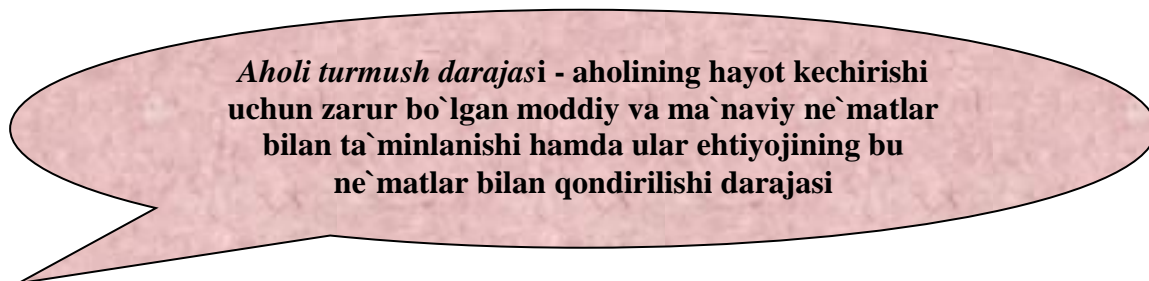 Aholi turmush darajasi - aholining hayot kechirishi
uchun zarur bo`lgan moddiy va ma`naviy ne`matlar
bilan ta`minlanishi hamda ular ehtiyojining bu
ne`matlar bilan qondirilishi darajasi